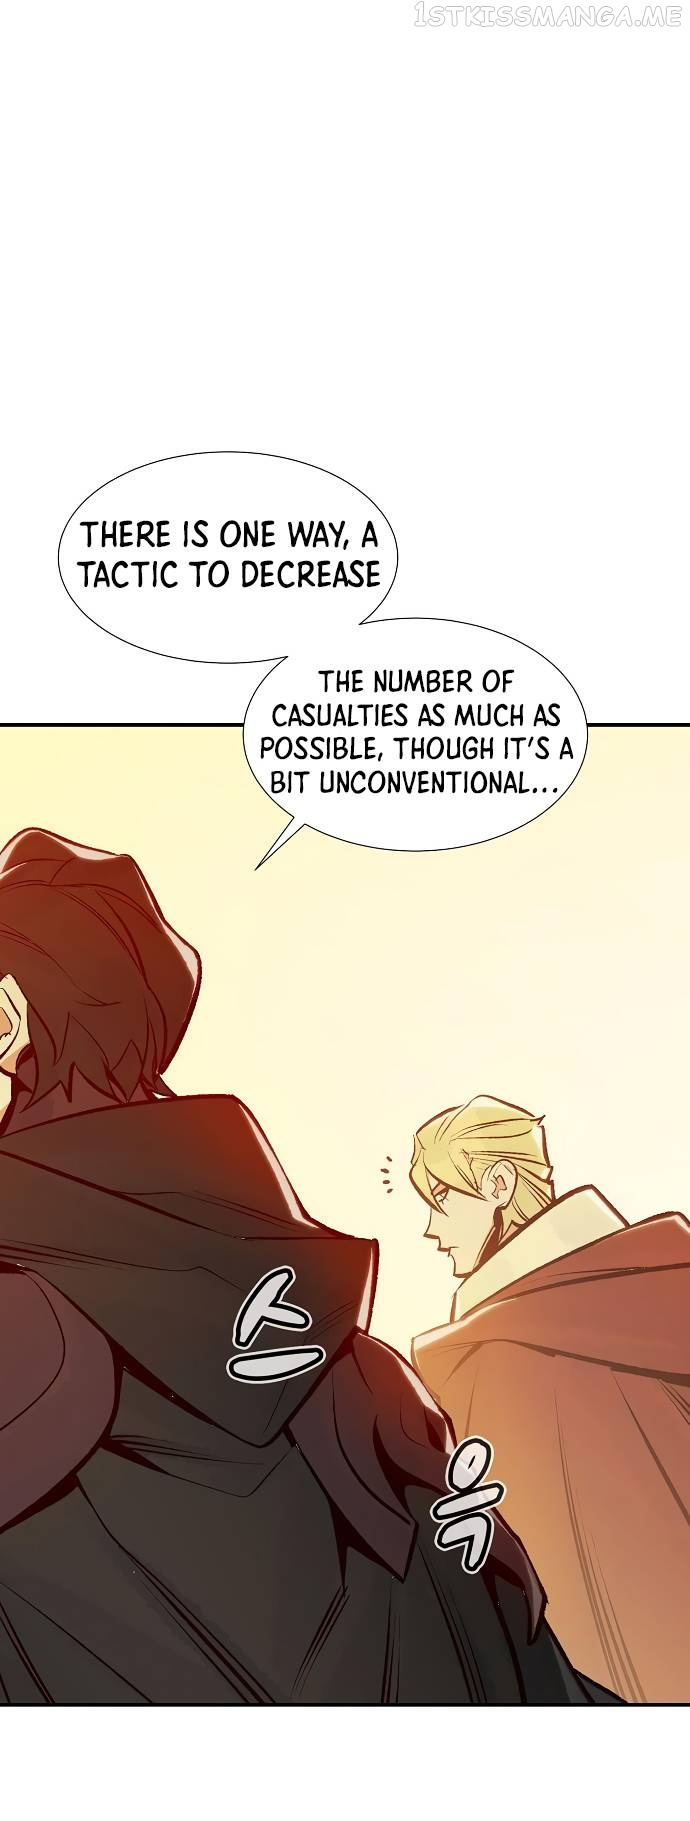 1STKISSMANGA.ME
THERE IS ONE WAY, A
TACTIC TO DECREASE
THE NUMBER OF
CASUALTIES AS MUCH AS
POSSIBLE, THOUGH IT'S A
BIT UNCONVENTIONAL...
스
윽